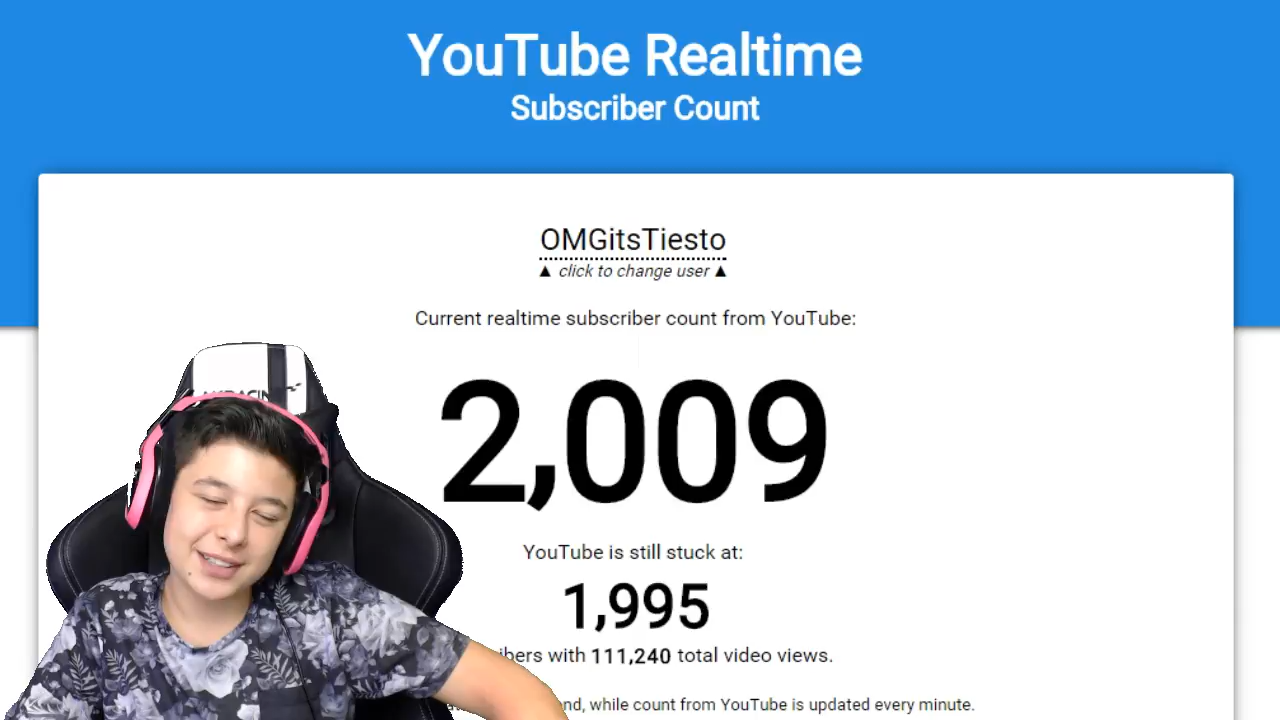 YouTube Realtime
Subscriber Count
OMGitsTiesto
▲ click to change user ▲
Current realtime subscriber count from YouTube:
2,009
YouTube is still stuck at:
1,995
with 111,240 total video views.
while count from YouTube is updated every minute.